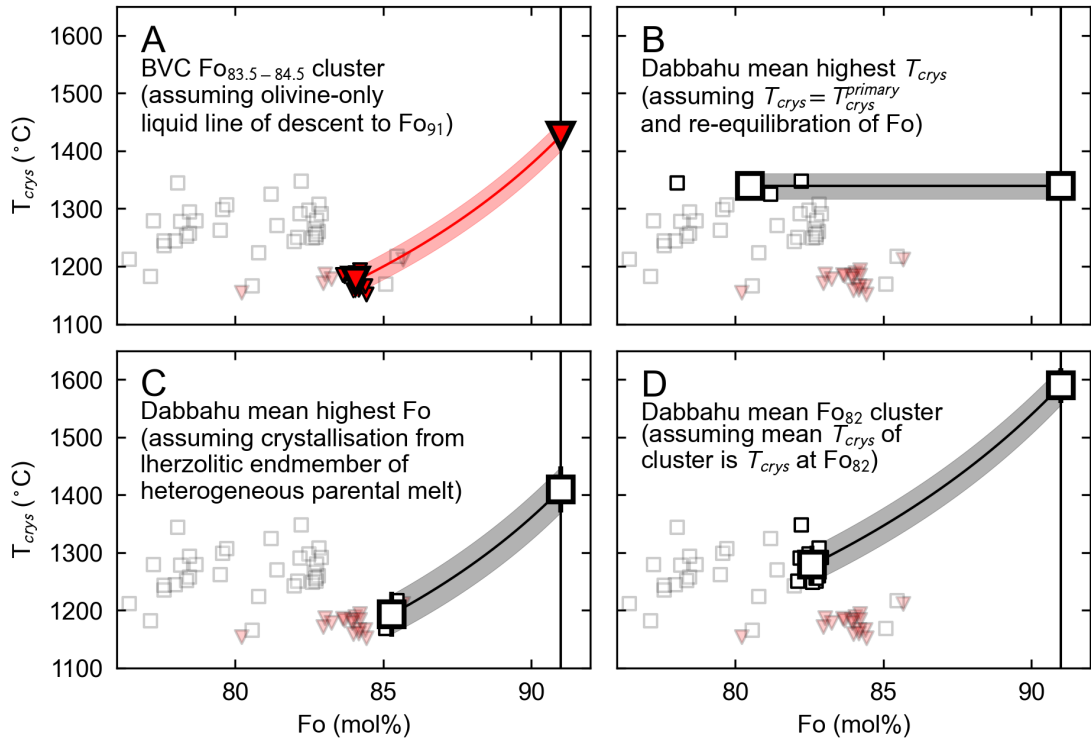 A
BVC Fo83.5–84.5 cluster
(assuming olivine-only
liquid line of descent to Fo91)
1600
1500
1400
1300
1200
1100
Tcrys (°C)
B
Dabbahu mean highest Tcrys
(assuming Tcrys = Tcrys^primary
and re-equilibration of Fo)
C
Dabbahu mean highest Fo
(assuming crystallisation from
lherzolitic endmember of
heterogeneous parental melt)
1600
1500
1400
1300
1200
1100
Tcrys (°C)
80 85 90
Fo (mol%)
D
Dabbahu mean Fo82 cluster
(assuming mean Tcrys of
cluster is Tcrys at Fo82)
80 85 90
Fo (mol%)